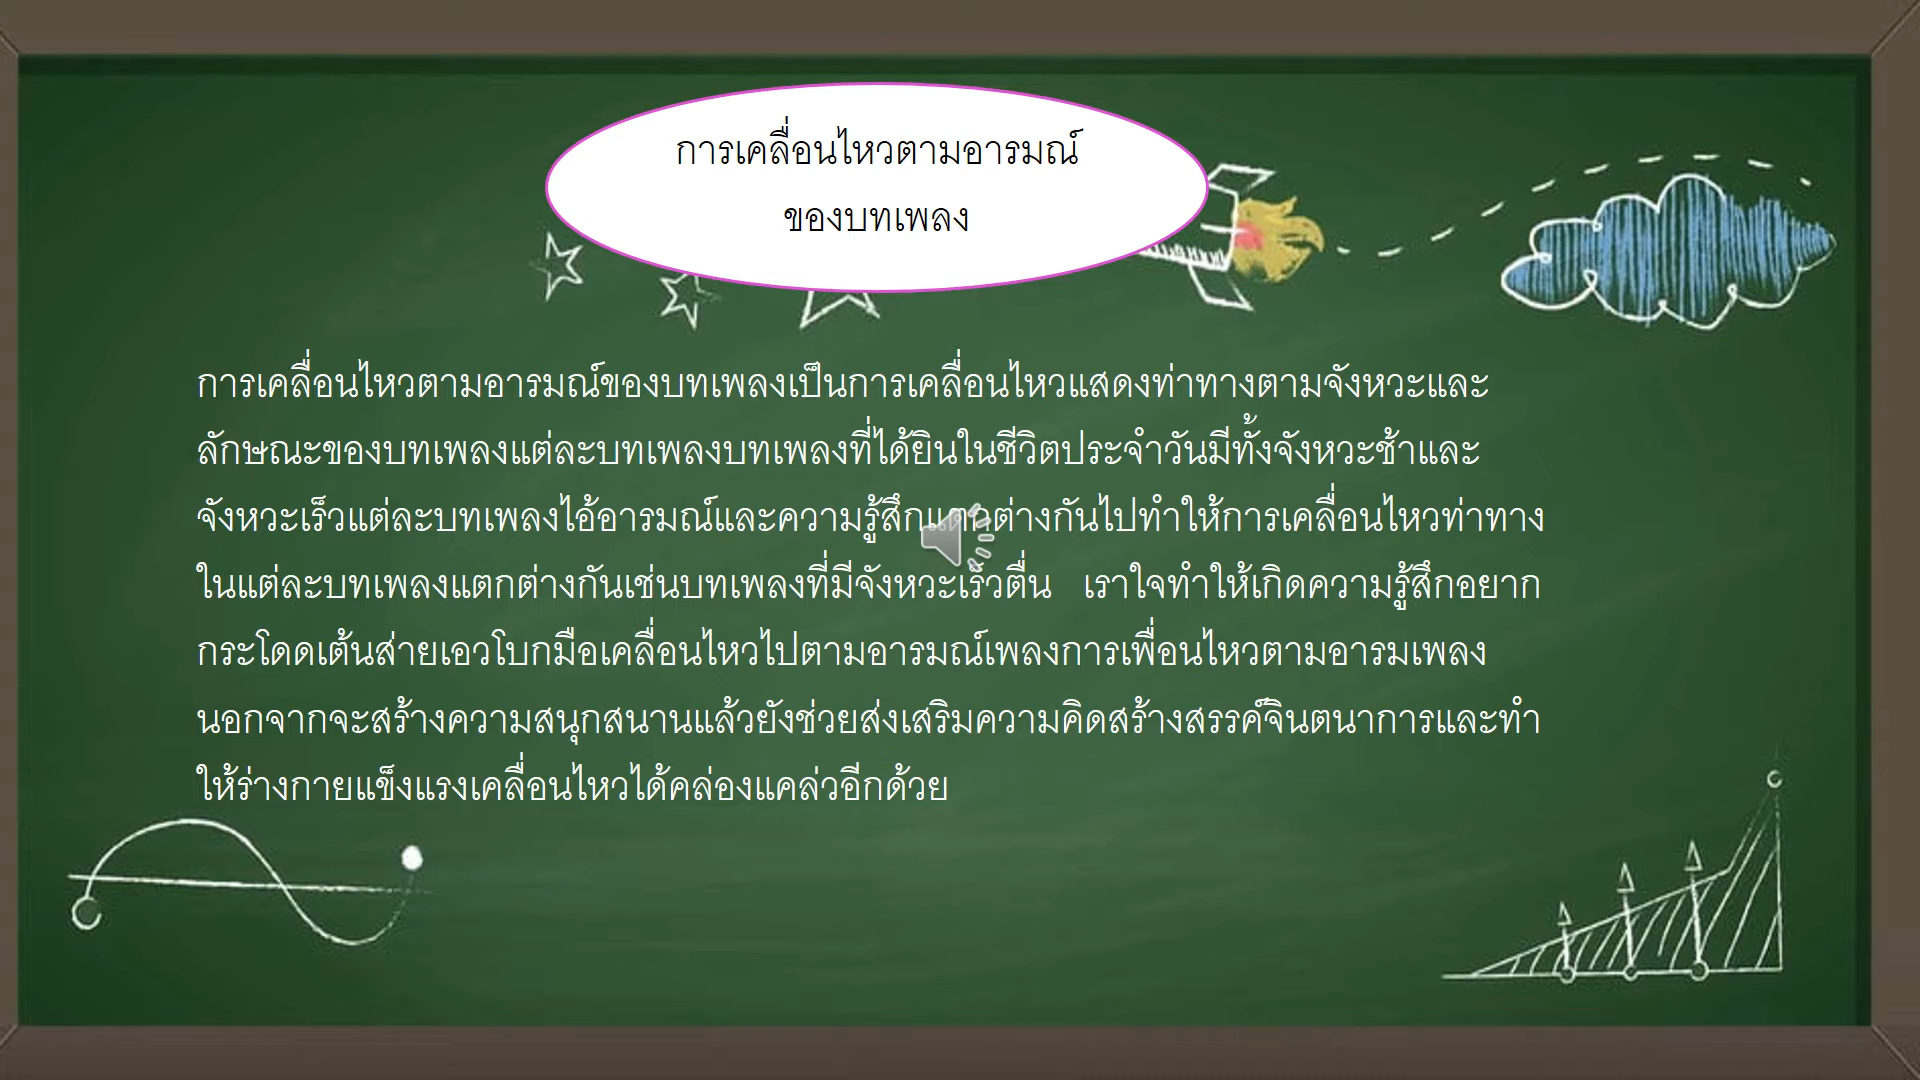 การเคลื่อนไหวตามอารมณ์
ของบทเพลง
การเคลื่อนไหวตามอารมณ์ของบทเพลงเป็นการเคลื่อนไหวแสดงท่าทางตามจังหวะและ
ลักษณะของบทเพลงแต่ละบทเพลงบทเพลงที่ได้ยินในชีวิตประจำวันมีทั้งจังหวะช้าและ
จังหวะเร็วแต่ละบทเพลงไอ้อารมณ์และความรู้สึกแตกต่างกันไปทำให้การเคลื่อนไหวท่าทาง
ในแต่ละบทเพลงแตกต่างกันเช่นบทเพลงที่มีจังหวะเร็วตื่น เราใจทำให้เกิดความรู้สึกอยาก
กระโดดเต้นส่ายเอวโบกมือเคลื่อนไหวไปตามอารมณ์เพลงการเพื่อนไหวตามอารมเพลง
นอกจากจะสร้างความสนุกสนานแล้วยังช่วยส่งเสริมความคิดสร้างสรรค์จินตนาการและทำ
ให้ร่างกายแข็งแรงเคลื่อนไหวได้คล่องแคล่วอีกด้วย